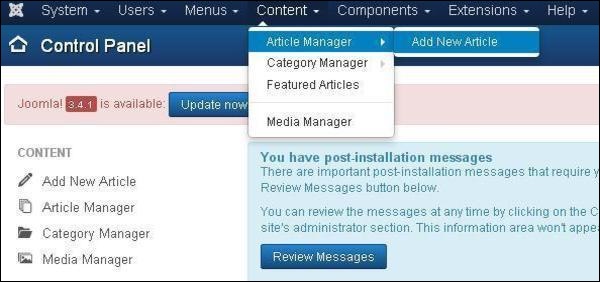 System Users Menus Content Components Extensions Help
Control Panel
Article Manager Add New Article
Category Manager
Featured Articles
Media Manager
Joomla! 3.4.1 is available: Update now
CONTENT
Add New Article
Article Manager
Category Manager
Media Manager
You have post-installation messages
There are important post-installation messages that require
Review Messages button below.
You can review the messages at any time by clicking on the C
site's administrator section. This information area won't appe
Review Messages